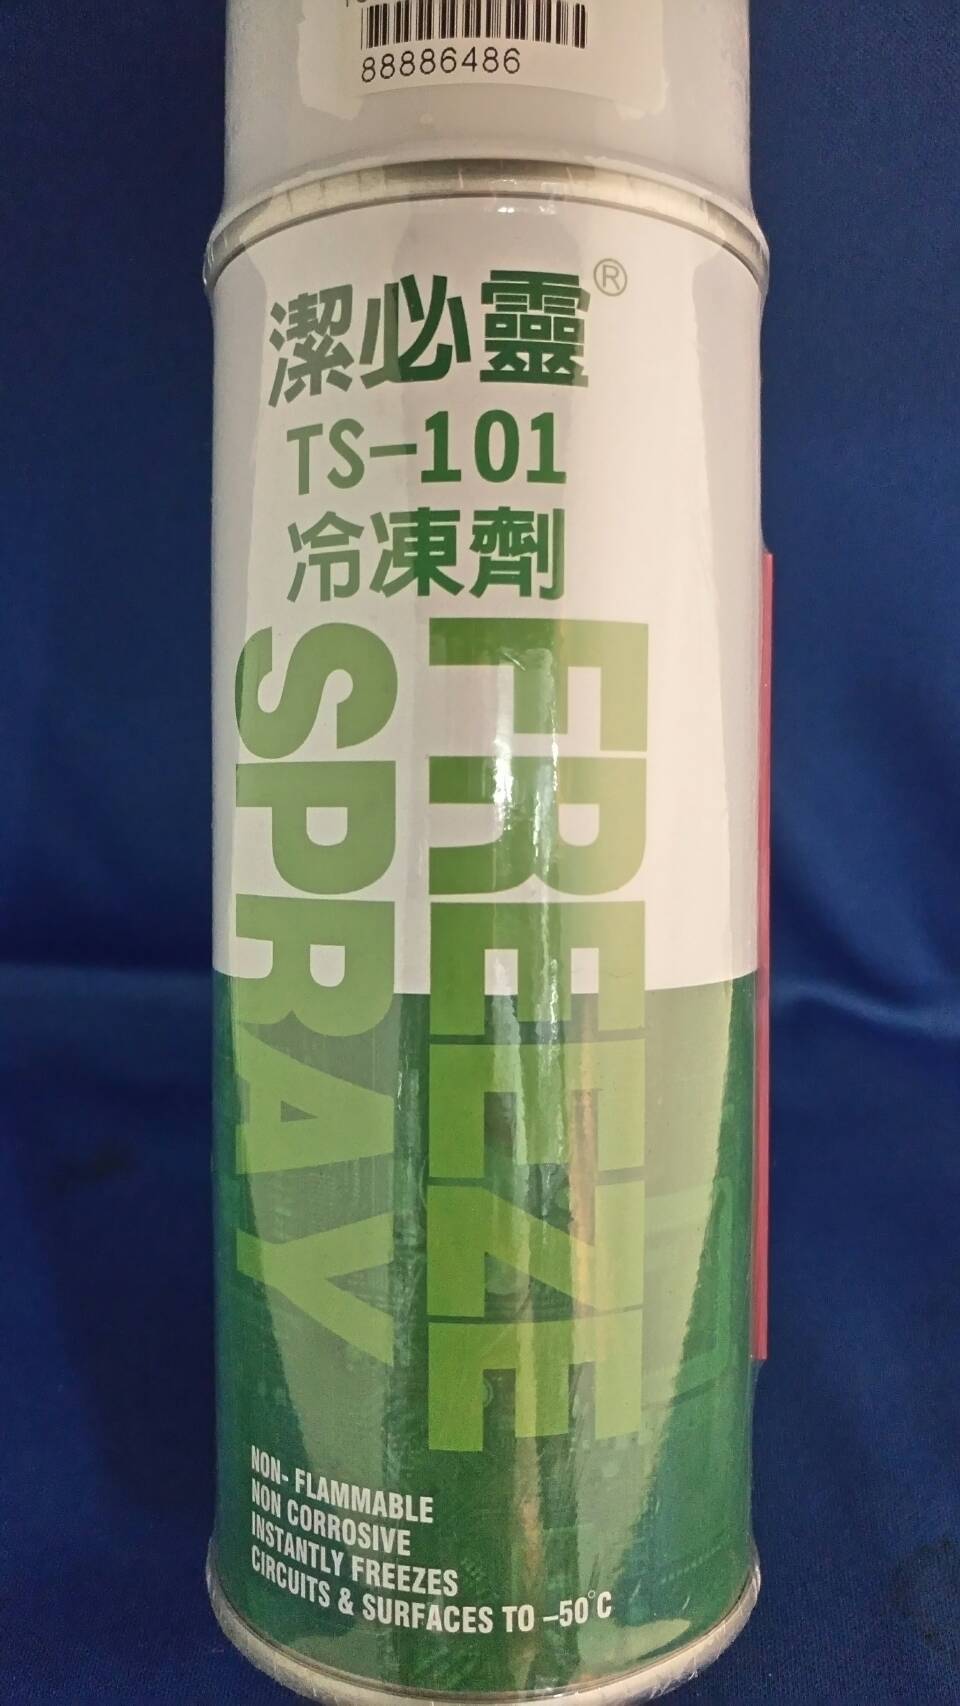 88886486
潔必靈®
TS-101
冷凍劑
FREEZE
SPRAY
NON- FLAMMABLE
NON CORROSIVE
INSTANTLY FREEZES
CIRCUITS & SURFACES TO -50°C